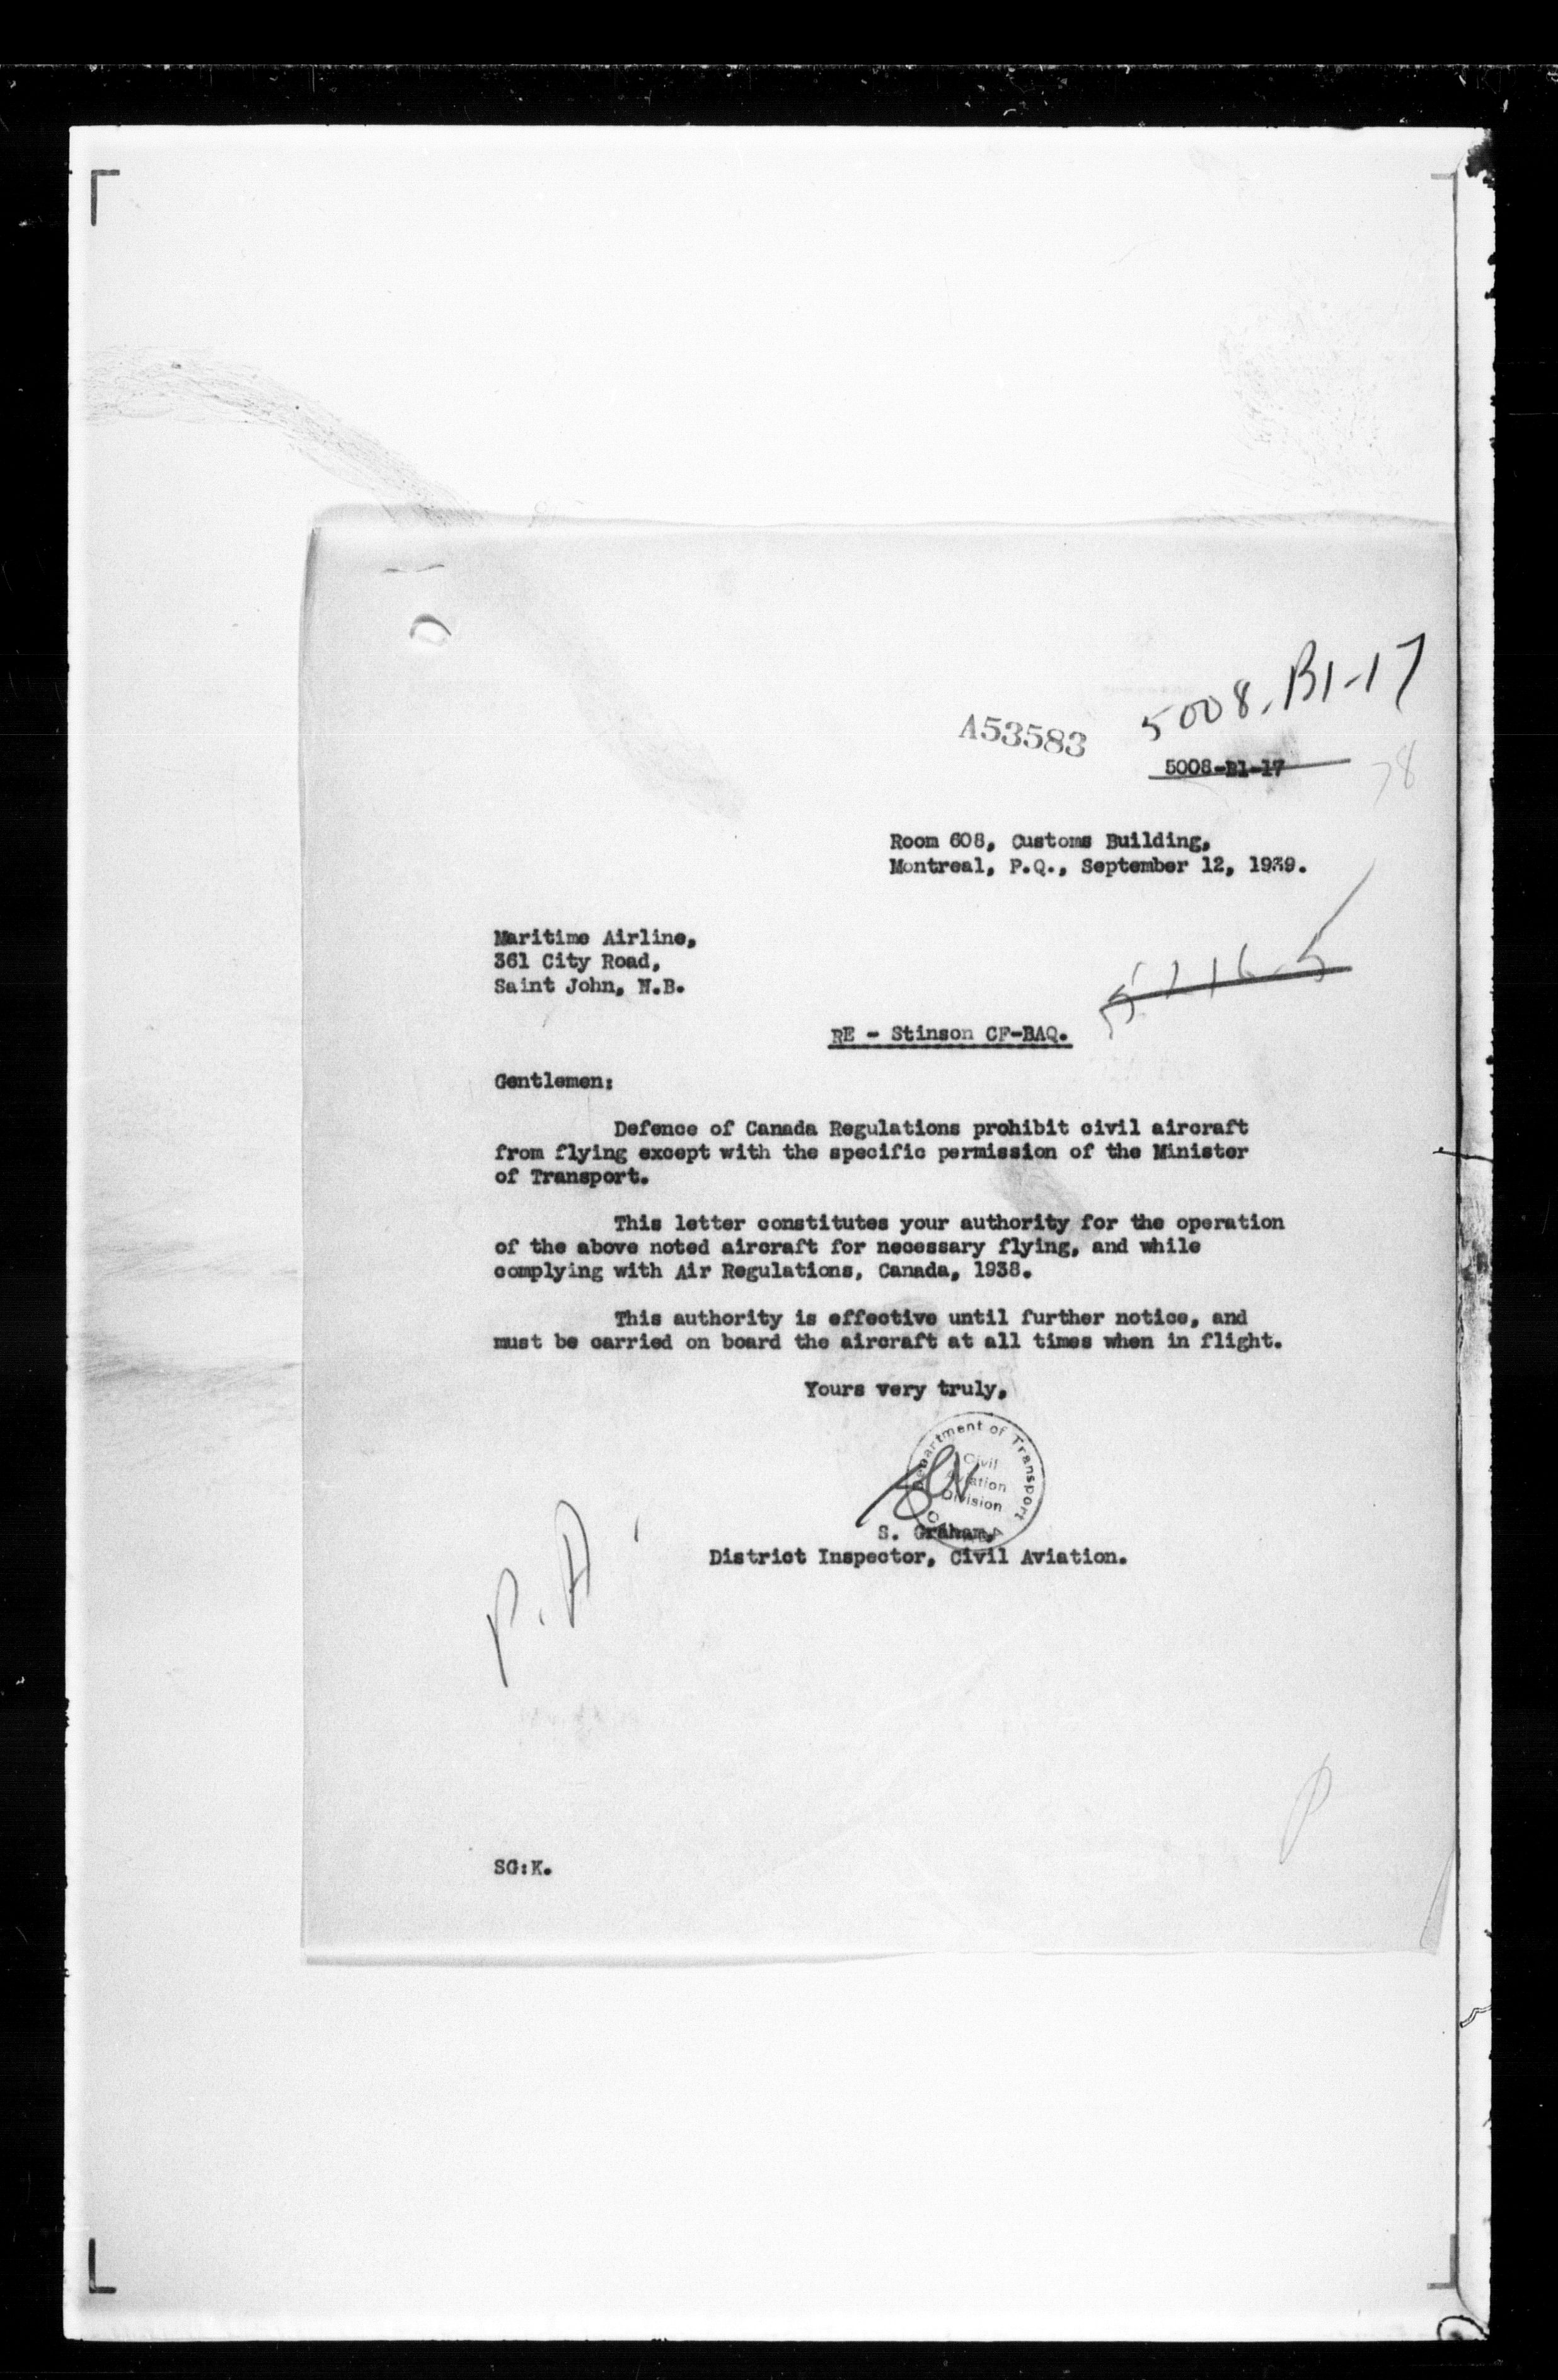 5008-B1-17
A53583
5008-B1-17
78
Room 608, Customs Building,
Montreal, P.Q., September 12, 1939.
Maritime Airline,
361 City Road,
Saint John, N.B.
5216-5
RE - Stinson CF-BAQ.
Gentlemen:
Defence of Canada Regulations prohibit civil aircraft
from flying except with the specific permission of the Minister
of Transport.
This letter constitutes your authority for the operation
of the above noted aircraft for necessary flying, and while
complying with Air Regulations, Canada, 1938.
This authority is effective until further notice, and
must be carried on board the aircraft at all times when in flight.
Yours very truly,
Department of Transport
Civil
Aviation
Division
S. Graham,
District Inspector, Civil Aviation.
P.A.
SG:K.